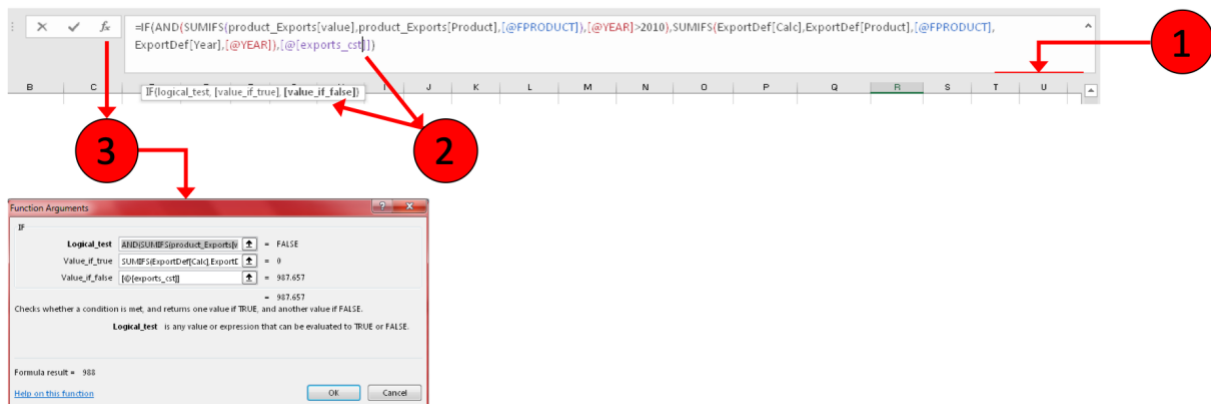 =IF(AND(SUMIFS(product_Exports[value],product_Exports[Product],[@FPRODUCT]),[@YEAR]>2010),SUMIFS(ExportDef[Calc],ExportDef[Product],[@FPRODUCT],
ExportDef[Year],[@YEAR]),[@[exports_cst]])
1
B C J K L M N O P Q R S T U
IF(logical_test, [value_if_true], [value_if_false])
3
2
Function Arguments
IF
Logical_test AND(SUMIFS(product_Exports[v = FALSE
Value_if_true SUMIFS(ExportDef[Calc],ExportD = 0
Value_if_false [@[exports_cst]] = 987.657
= 987.657
Checks whether a condition is met, and returns one value if TRUE, and another value if FALSE.
Logical_test is any value or expression that can be evaluated to TRUE or FALSE.
Formula result = 988
Help on this function
OK Cancel